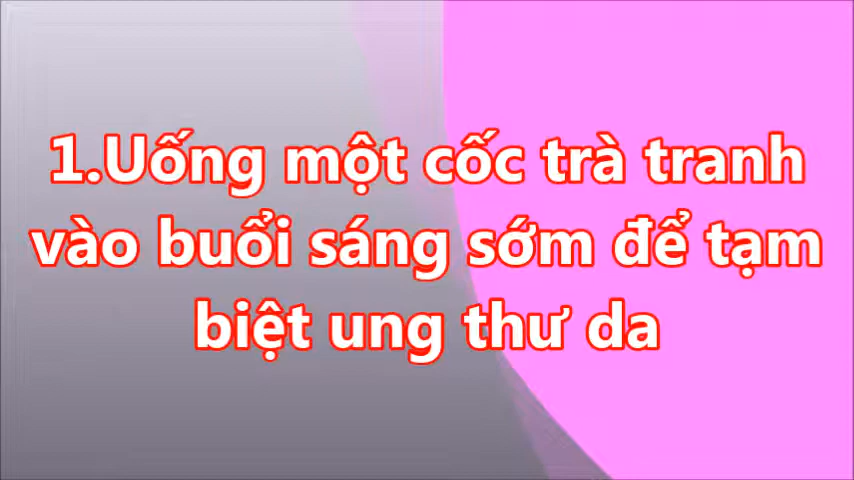 1.Uống một cốc trà tranh
vào buổi sáng sớm để tạm
biệt ung thư da